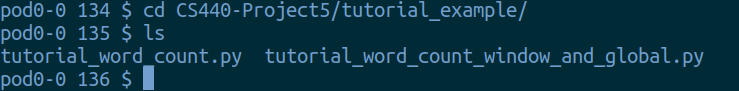 pod0-0 134 $ cd CS440-Project5/tutorial_example/
pod0-0 135 $ ls
tutorial_word_count.py  tutorial_word_count_window_and_global.py
pod0-0 136 $